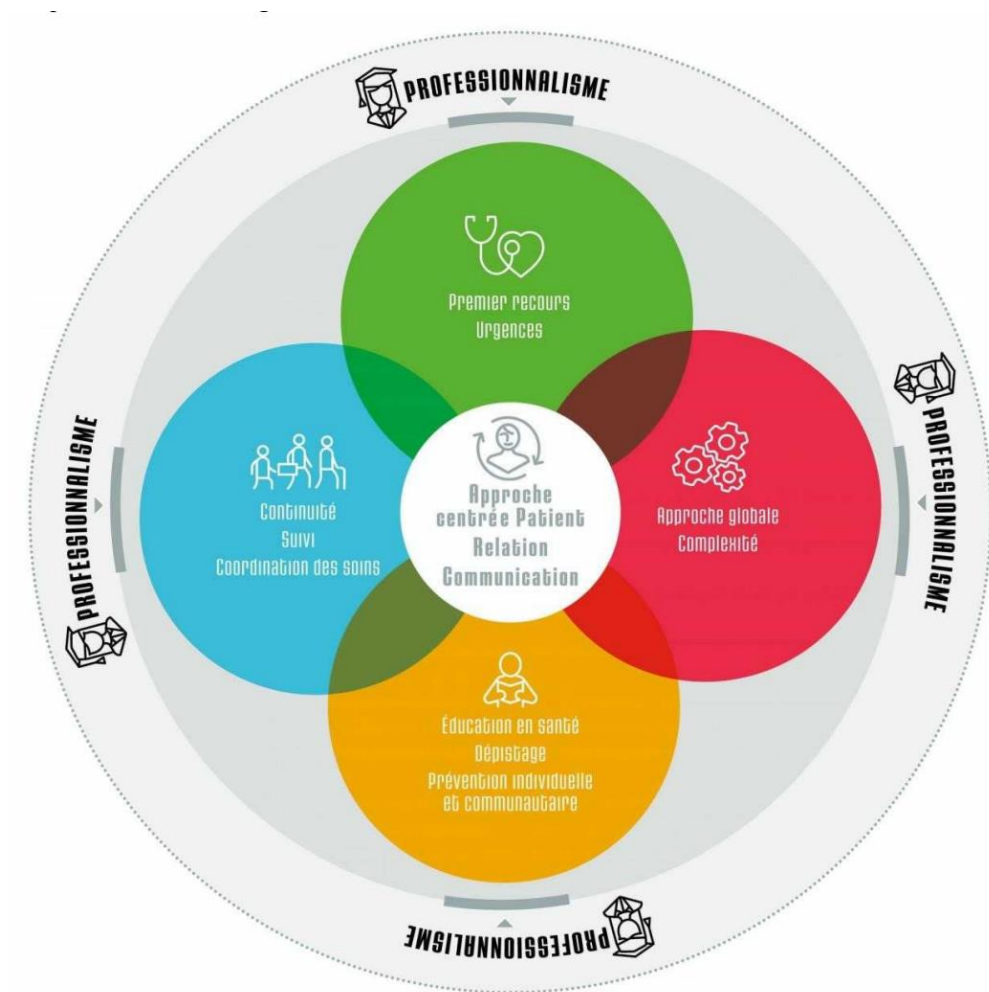 PROFESSIONNALISME
Premier recours
Urgences
PROFESSIONNALISME
Continuité
Suivi
Coordination des soins
Approche
centrée Patient
Relation
Communication
Approche globale
Complexité
PROFESSIONNALISME
Éducation en santé
Dépistage
Prévention individuelle
et communautaire
PROFESSIONNALISME